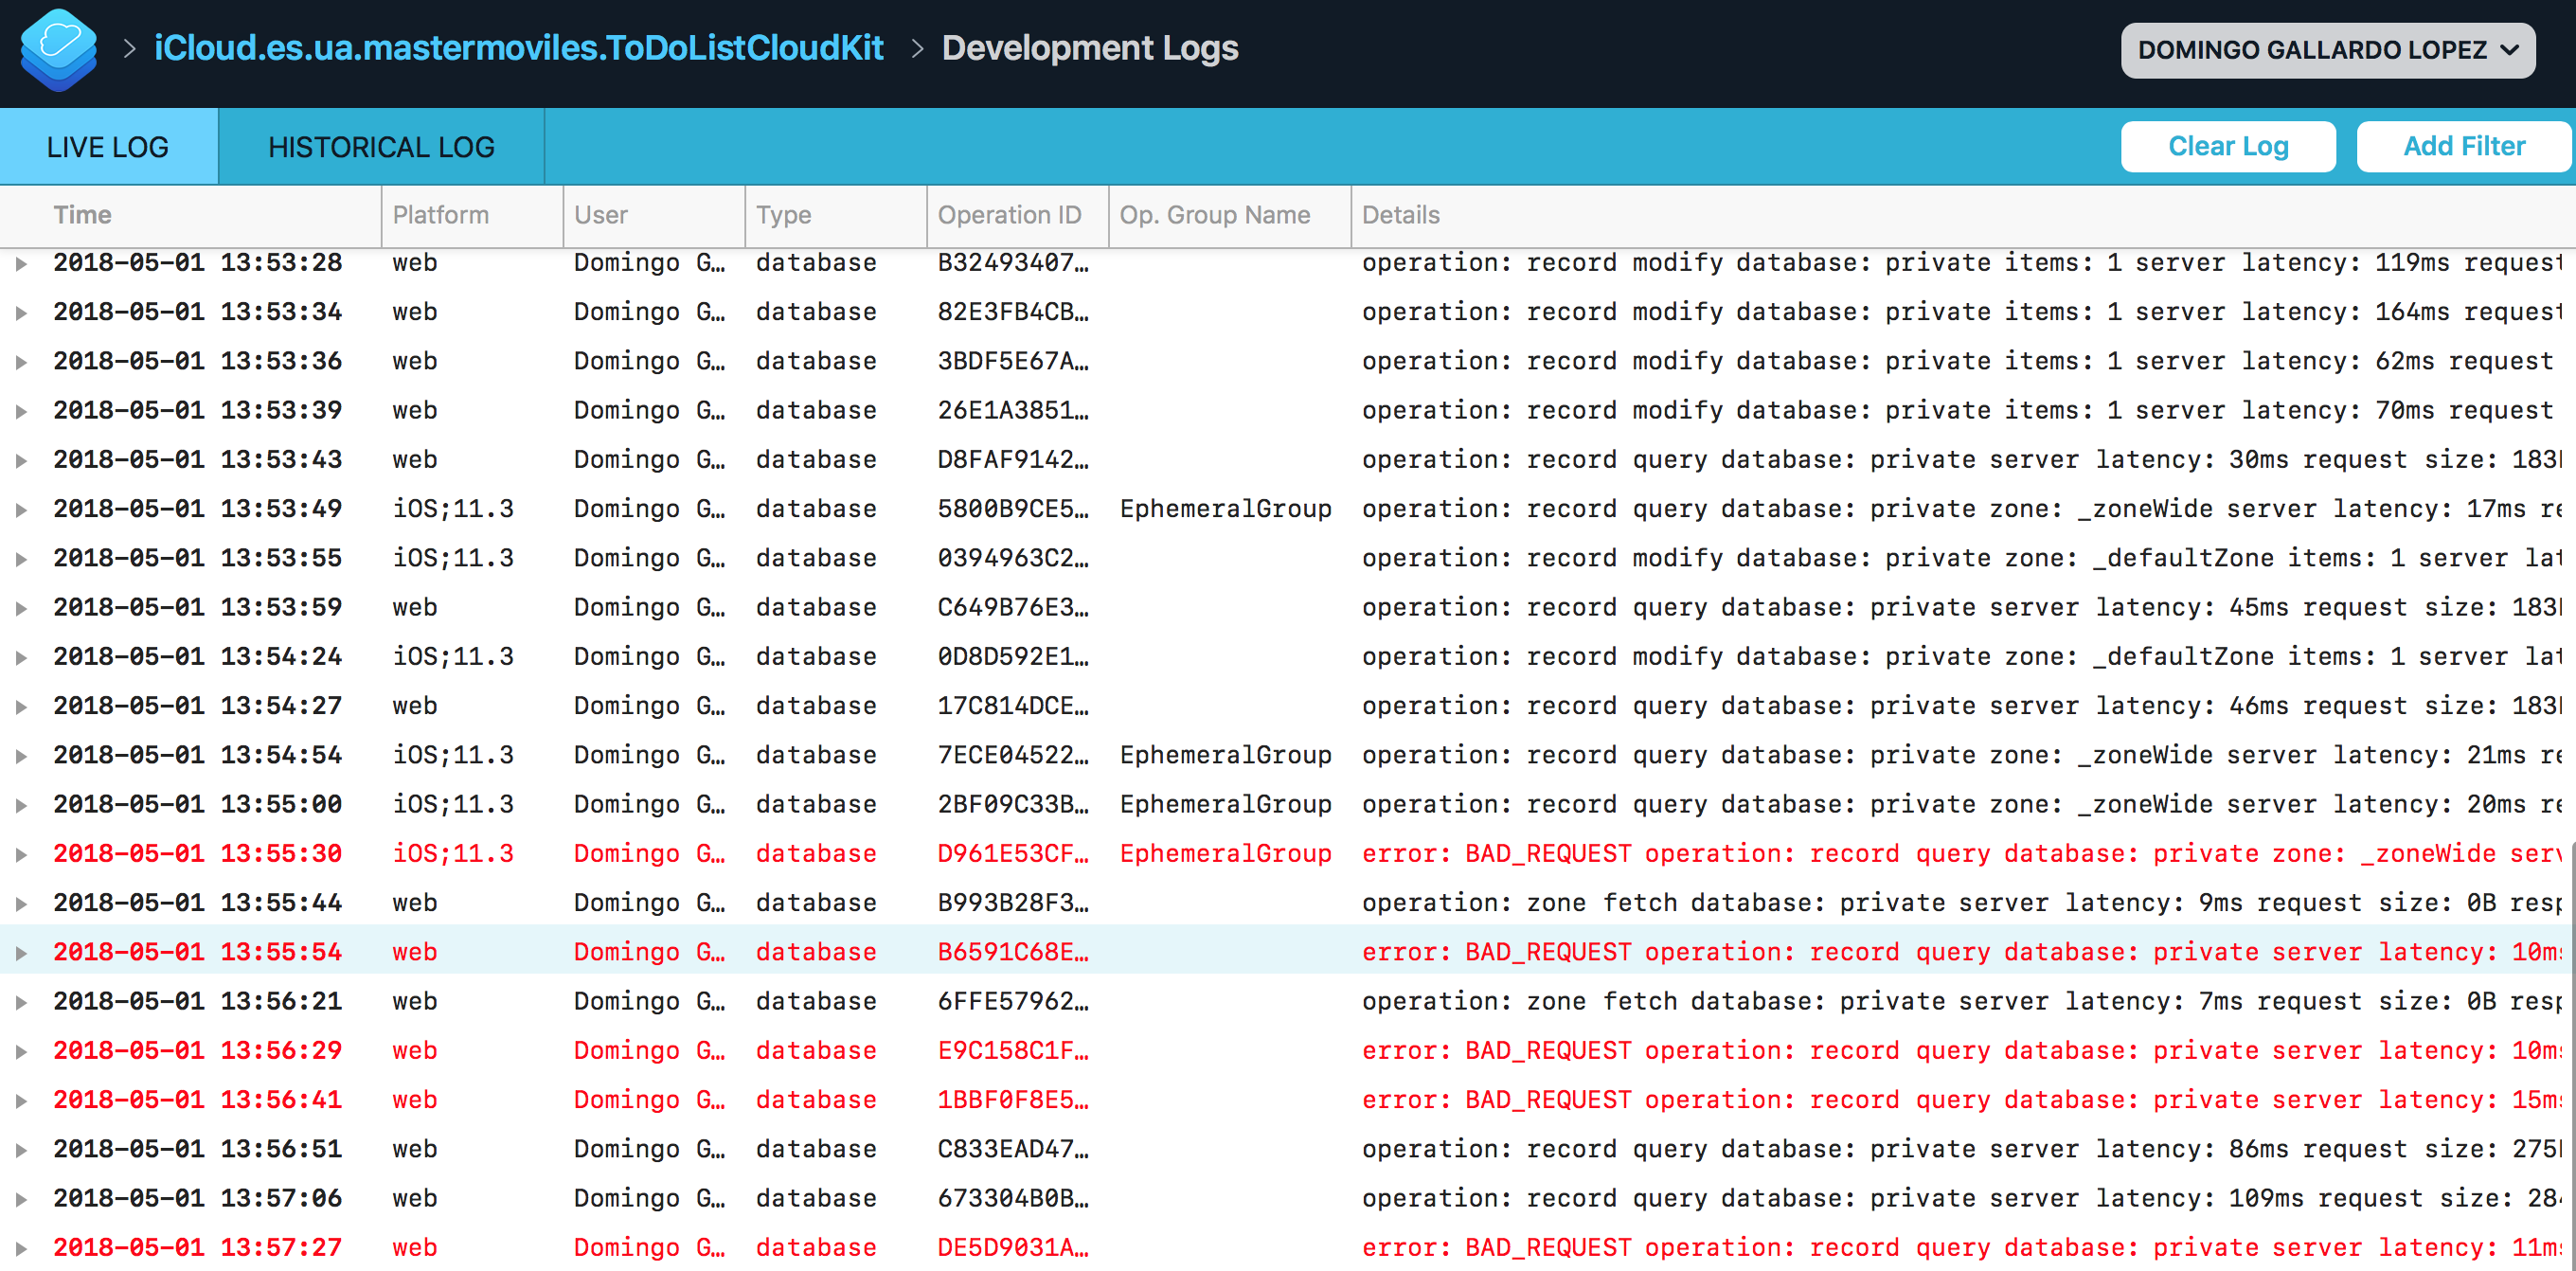 iCloud.es.ua.mastermoviles.ToDoListCloudKit > Development Logs DOMINGO GALLARDO LOPEZ
LIVE LOG HISTORICAL LOG Clear Log Add Filter
Time Platform User Type Operation ID Op. Group Name Details
2018-05-01 13:53:28 web Domingo G… database B32493407… operation: record modify database: private items: 1 server latency: 119ms request
2018-05-01 13:53:34 web Domingo G… database 82E3FB4CB… operation: record modify database: private items: 1 server latency: 164ms request
2018-05-01 13:53:36 web Domingo G… database 3BDF5E67A… operation: record modify database: private items: 1 server latency: 62ms request
2018-05-01 13:53:39 web Domingo G… database 26E1A3851… operation: record modify database: private items: 1 server latency: 70ms request
2018-05-01 13:53:43 web Domingo G… database D8FAF9142… operation: record query database: private server latency: 30ms request size: 183
2018-05-01 13:53:49 iOS;11.3 Domingo G… database 5800B9CE5… EphemeralGroup operation: record query database: private zone: _zoneWide server latency: 17ms re
2018-05-01 13:53:55 iOS;11.3 Domingo G… database 0394963C2… operation: record modify database: private zone: _defaultZone items: 1 server lat
2018-05-01 13:53:59 web Domingo G… database C649B76E3… operation: record query database: private server latency: 45ms request size: 183
2018-05-01 13:54:24 iOS;11.3 Domingo G… database 0D8D592E1… operation: record modify database: private zone: _defaultZone items: 1 server lat
2018-05-01 13:54:27 web Domingo G… database 17C814DCE… operation: record query database: private server latency: 46ms request size: 183
2018-05-01 13:54:54 iOS;11.3 Domingo G… database 7ECE04522… EphemeralGroup operation: record query database: private zone: _zoneWide server latency: 21ms re
2018-05-01 13:55:00 iOS;11.3 Domingo G… database 2BF09C33B… EphemeralGroup operation: record query database: private zone: _zoneWide server latency: 20ms re
2018-05-01 13:55:30 iOS;11.3 Domingo G… database D961E53CF… EphemeralGroup error: BAD_REQUEST operation: record query database: private zone: _zoneWide serv
2018-05-01 13:55:44 web Domingo G… database B993B28F3… operation: zone fetch database: private server latency: 9ms request size: 0B resp
2018-05-01 13:55:54 web Domingo G… database B6591C68E… error: BAD_REQUEST operation: record query database: private server latency: 10ms
2018-05-01 13:56:21 web Domingo G… database 6FFE57962… operation: zone fetch database: private server latency: 7ms request size: 0B resp
2018-05-01 13:56:29 web Domingo G… database E9C158C1F… error: BAD_REQUEST operation: record query database: private server latency: 10ms
2018-05-01 13:56:41 web Domingo G… database 1BBF0F8E5… error: BAD_REQUEST operation: record query database: private server latency: 15ms
2018-05-01 13:56:51 web Domingo G… database C833EAD47… operation: record query database: private server latency: 86ms request size: 275
2018-05-01 13:57:06 web Domingo G… database 673304B0B… operation: record query database: private server latency: 109ms request size: 284
2018-05-01 13:57:27 web Domingo G… database DE5D9031A… error: BAD_REQUEST operation: record query database: private server latency: 11ms